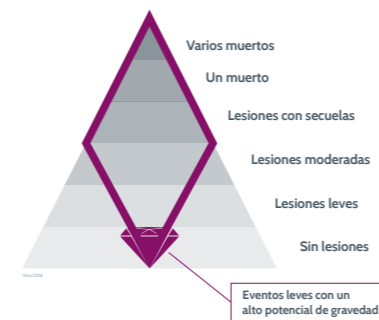 Varios muertos
Un muerto
Lesiones con secuelas
Lesiones moderadas
Lesiones leves
Sin lesiones
Eventos leves con un
alto potencial de gravedad